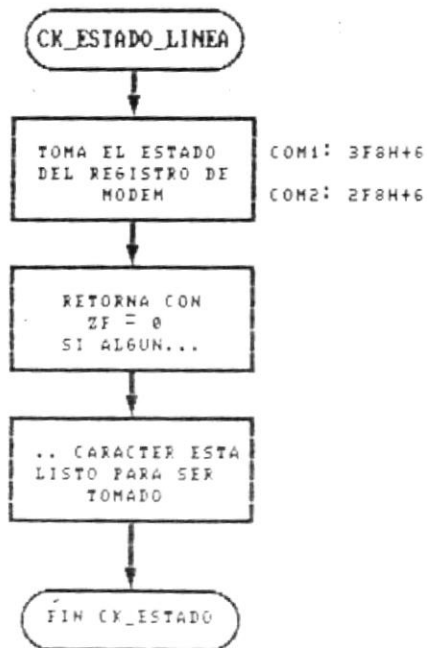 CK_ESTADO_LINEA
TOMA EL ESTADO
DEL REGISTRO DE
MODEM
COM1: 3F8H+6
COM2: 2F8H+6
RETORNA CON
ZF = 0
SI ALGUN...
.. CARACTER ESTA
LISTO PARA SER
TOMADO
FIN CK_ESTADO